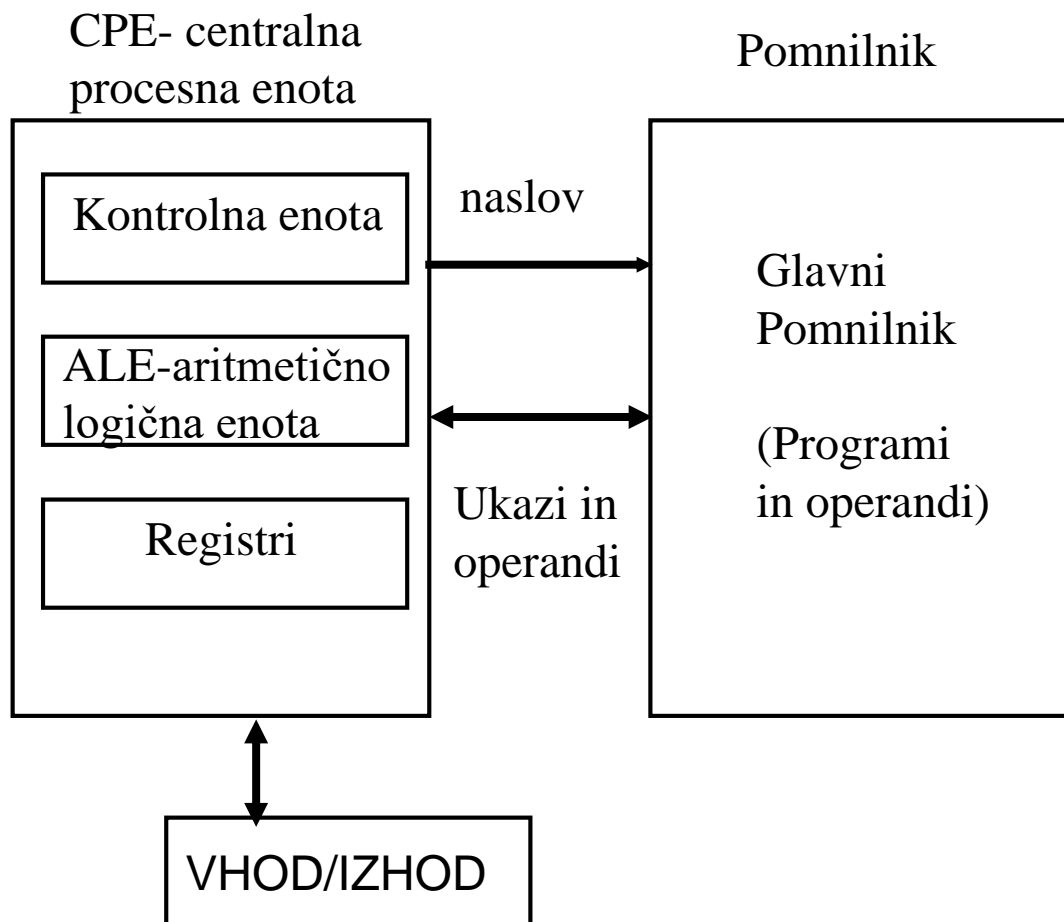 CPE- centralna
procesna enota
Pomnilnik
Kontrolna enota
ALE-aritmetično
logična enota
Registri
naslov
Ukazi in
operandi
Glavni
Pomnilnik
(Programi
in operandi)
VHOD/IZHOD